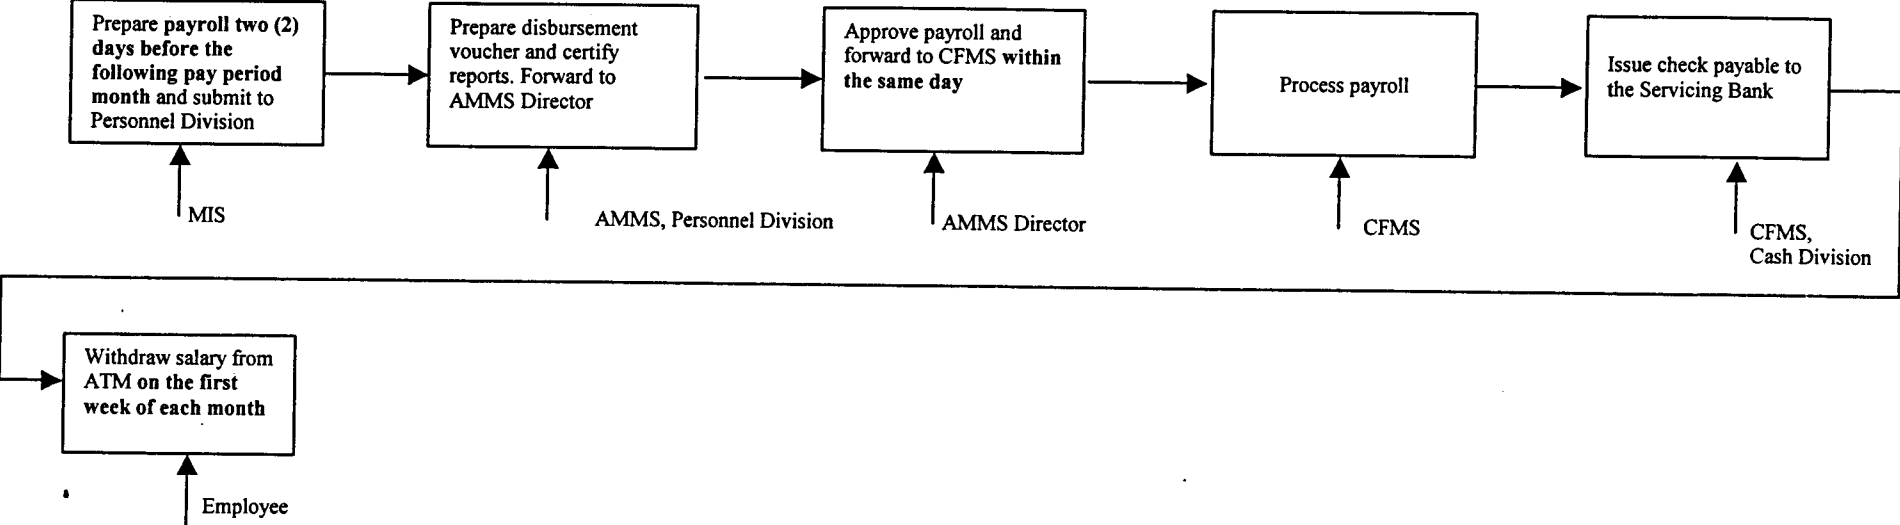 Prepare payroll two (2)
days before the
following pay period
month and submit to
Personnel Division
Prepare disbursement
voucher and certify
reports. Forward to
AMMS Director
Approve payroll and
forward to CFMS within
the same day
Process payroll
Issue check payable to
the Servicing Bank
MIS
AMMS, Personnel Division
AMMS Director
CFMS
CFMS,
Cash Division
Withdraw salary from
ATM on the first
week of each month
Employee